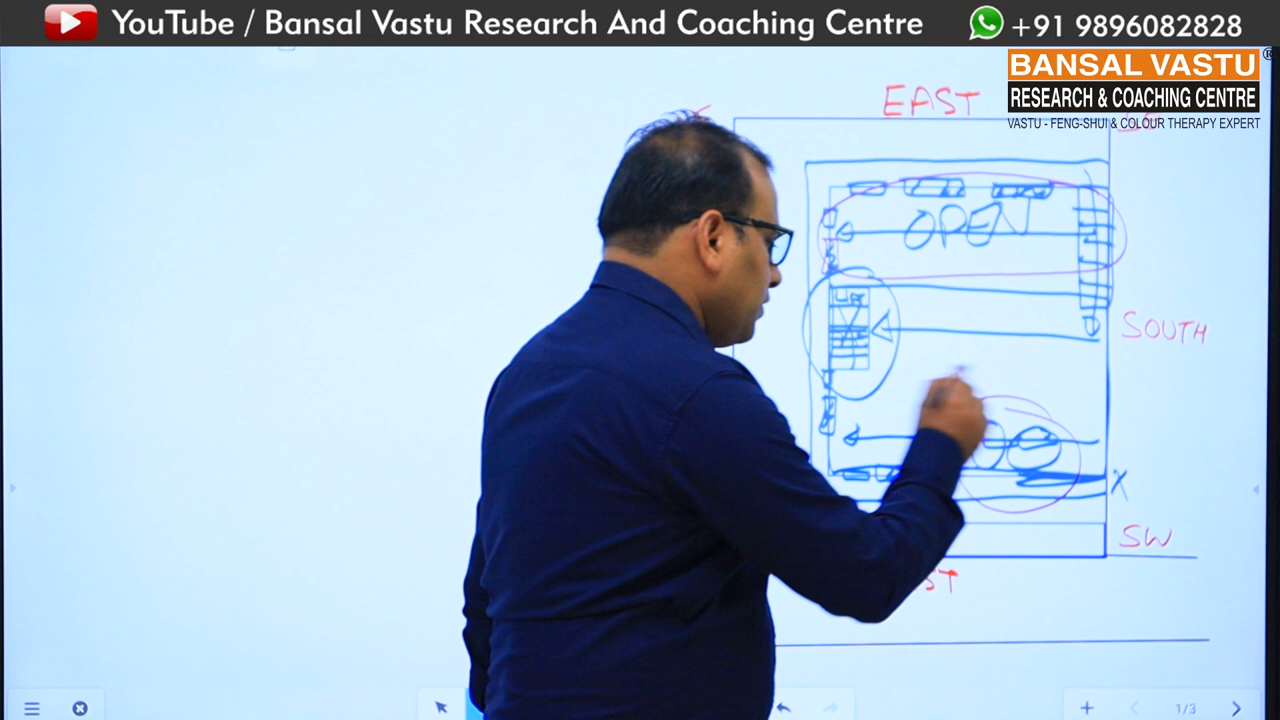 YouTube / Bansal Vastu Research And Coaching Centre +91 9896082828
BANSAL VASTU ®
RESEARCH & COACHING CENTRE
VASTU - FENG-SHUI & COLOUR THERAPY EXPERT
EAST
OPEN
SOUTH
X
SW
ST
1/3